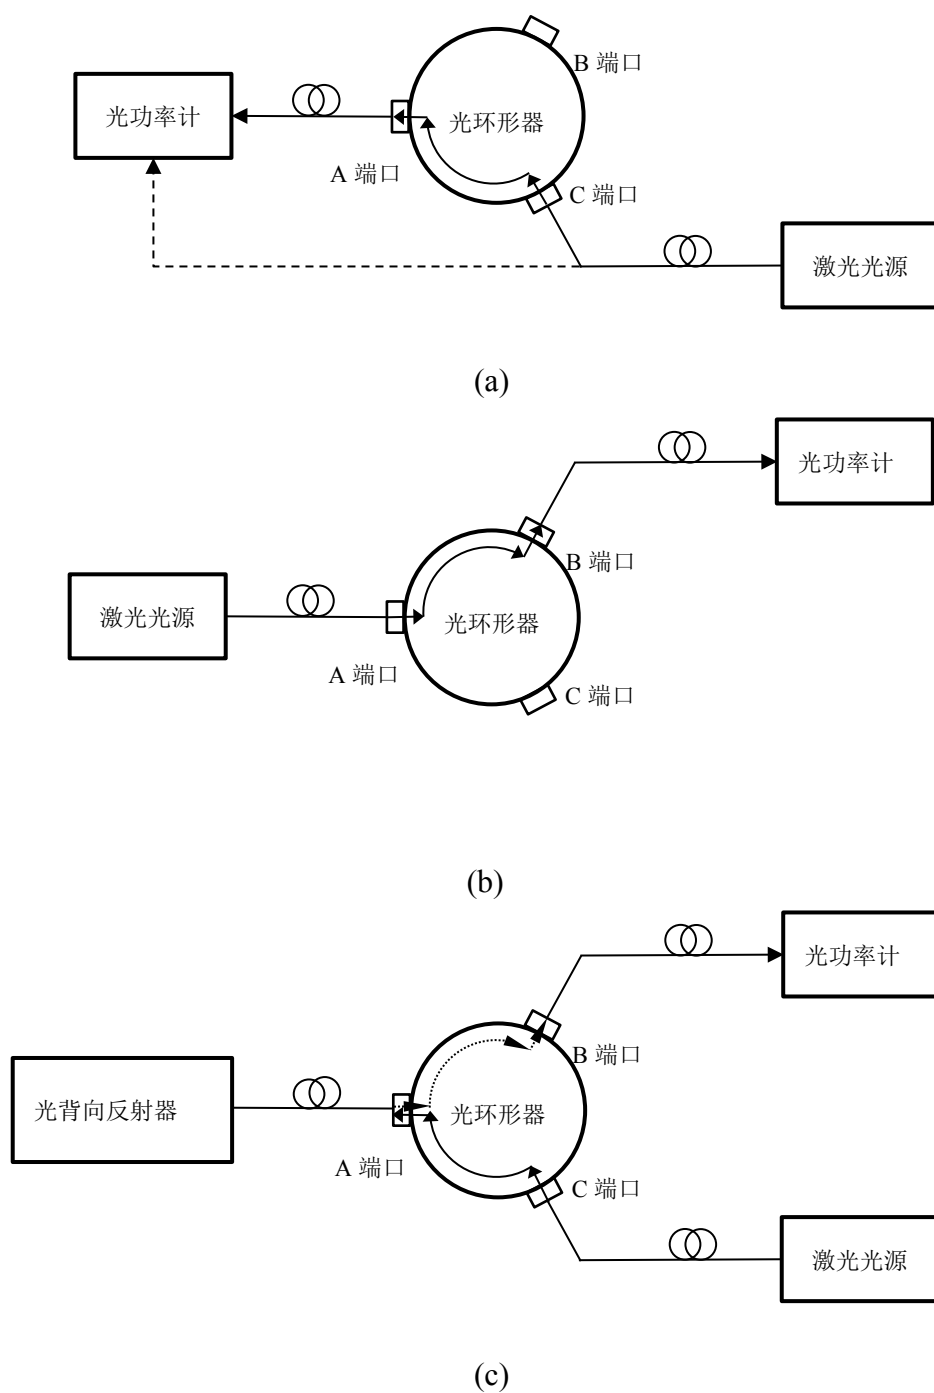 B 端口
光功率计
光环形器
A 端口
C 端口
激光光源
(a)
光功率计
B 端口
激光光源
光环形器
A 端口
C 端口
(b)
光功率计
B 端口
光背向反射器
光环形器
A 端口
C 端口
激光光源
(c)